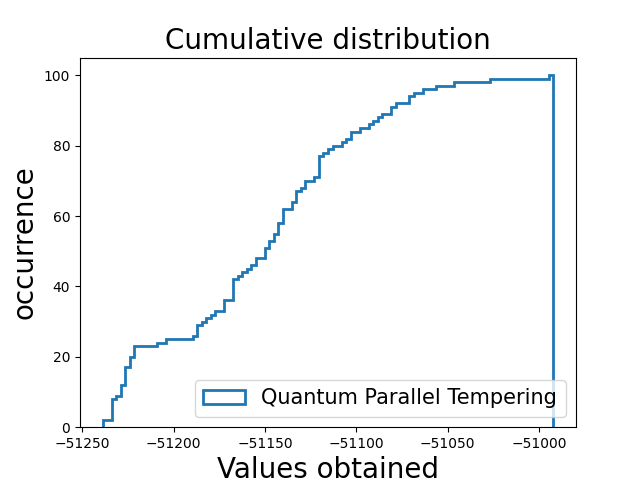 Cumulative distribution
100
80
60
40
20
0
occurrence
Quantum Parallel Tempering
−51250 −51200 −51150 −51100 −51050 −51000
Values obtained